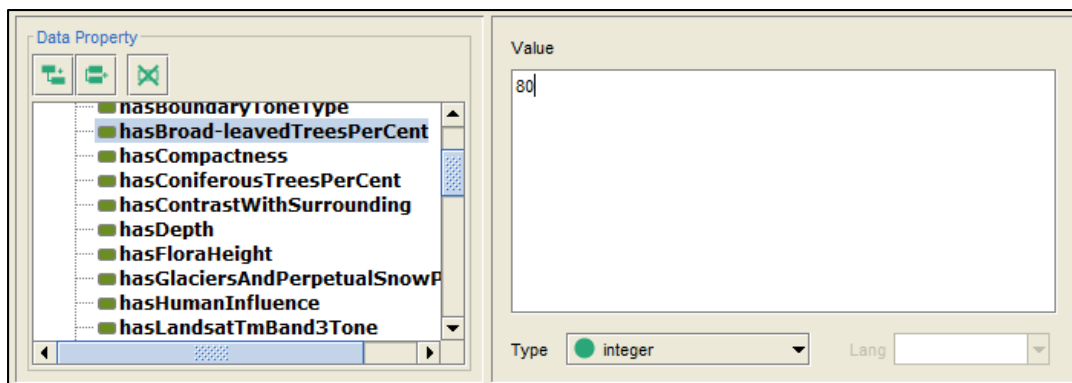 Data Property
hasBoundaryToneType
hasBroad-leavedTreesPerCent
hasCompactness
hasConiferousTreesPerCent
hasContrastWithSurrounding
hasDepth
hasFloraHeight
hasGlaciersAndPerpetualSnowP
hasHumanInfluence
hasLandsatTmBand3Tone
Value
80
Type integer Lang